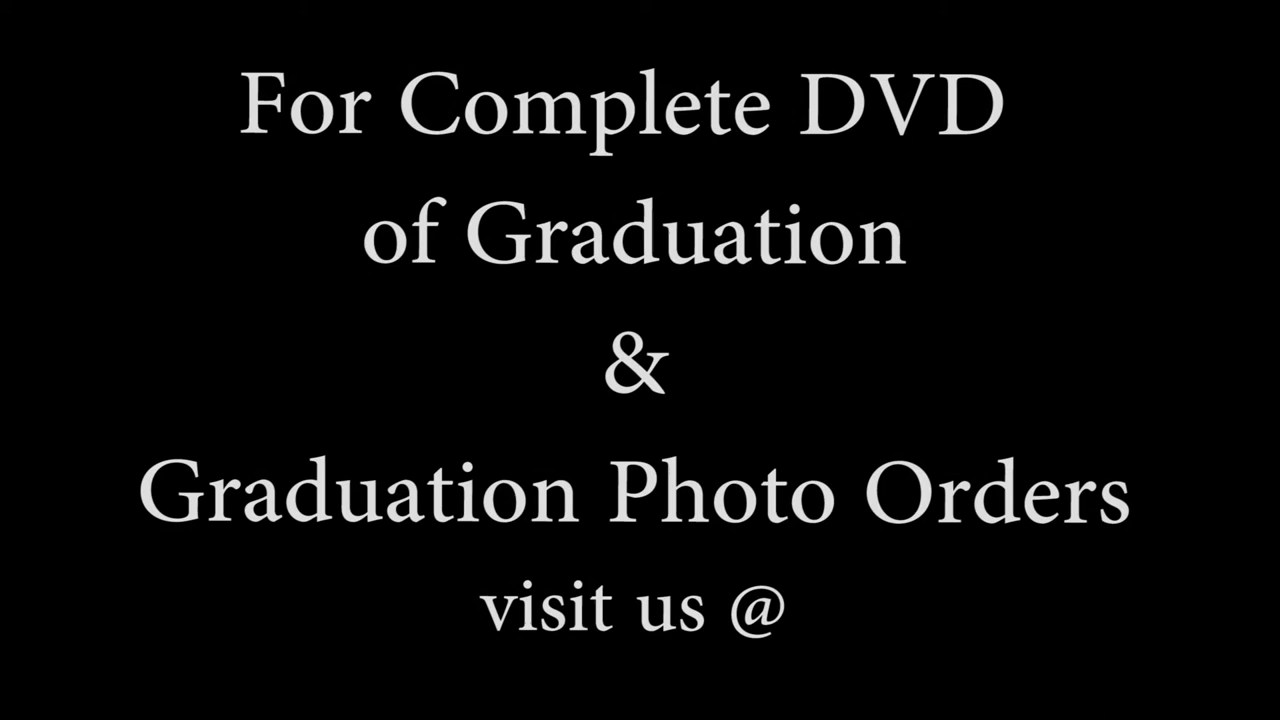 For Complete DVD
of Graduation
&
Graduation Photo Orders
visit us @